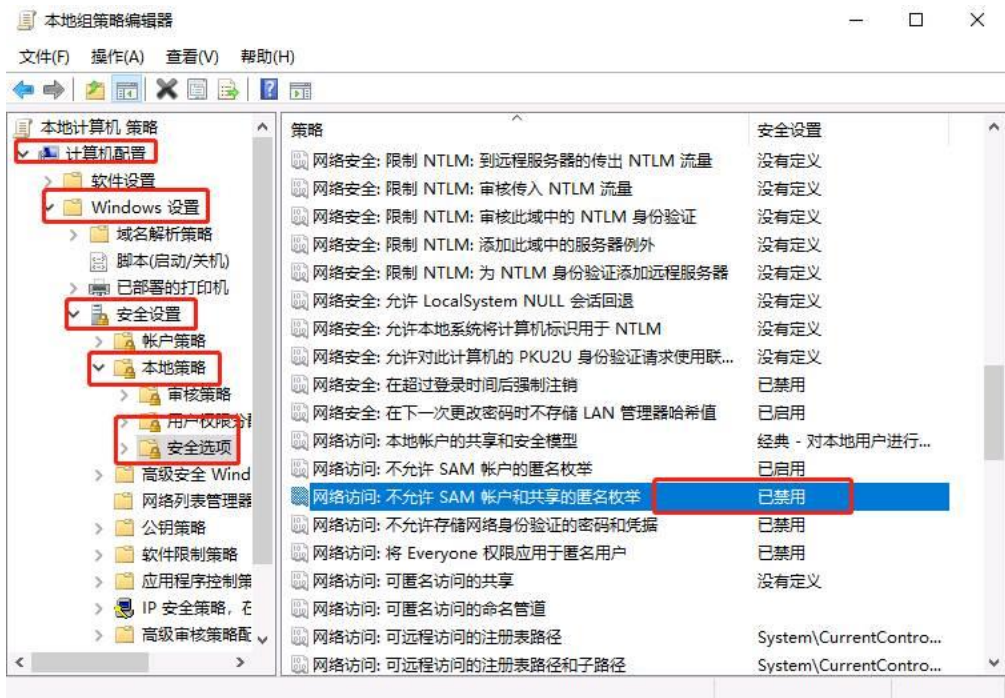 本地组策略编辑器
文件(F) 操作(A) 查看(V) 帮助(H)
本地计算机 策略
计算机配置
软件设置
Windows 设置
域名解析策略
脚本(启动/关机)
已部署的打印机
安全设置
帐户策略
本地策略
审核策略
用户权限分
安全选项
高级安全 Wind
网络列表管理器
公钥策略
软件限制策略
应用程序控制策
IP 安全策略，在
高级审核策略配
策略 安全设置
网络安全: 限制 NTLM: 到远程服务器的传出 NTLM 流量 没有定义
网络安全: 限制 NTLM: 审核传入 NTLM 流量 没有定义
网络安全: 限制 NTLM: 审核此域中的 NTLM 身份验证 没有定义
网络安全: 限制 NTLM: 添加此域中的服务器例外 没有定义
网络安全: 限制 NTLM: 为 NTLM 身份验证添加远程服务器 没有定义
网络安全: 允许 LocalSystem NULL 会话回退 没有定义
网络安全: 允许本地系统将计算机标识用于 NTLM 没有定义
网络安全: 允许对此计算机的 PKU2U 身份验证请求使用联... 没有定义
网络安全: 在超过登录时间后强制注销 已禁用
网络安全: 在下一次更改密码时不存储 LAN 管理器哈希值 已启用
网络访问: 本地帐户的共享和安全模型 经典 - 对本地用户进行...
网络访问: 不允许 SAM 帐户的匿名枚举 已启用
网络访问: 不允许 SAM 帐户和共享的匿名枚举 已禁用
网络访问: 不允许存储网络身份验证的密码和凭据 已禁用
网络访问: 将 Everyone 权限应用于匿名用户 已禁用
网络访问: 可匿名访问的共享 没有定义
网络访问: 可匿名访问的命名管道
网络访问: 可远程访问的注册表路径 System\CurrentContro...
网络访问: 可远程访问的注册表路径和子路径 System\CurrentContro...